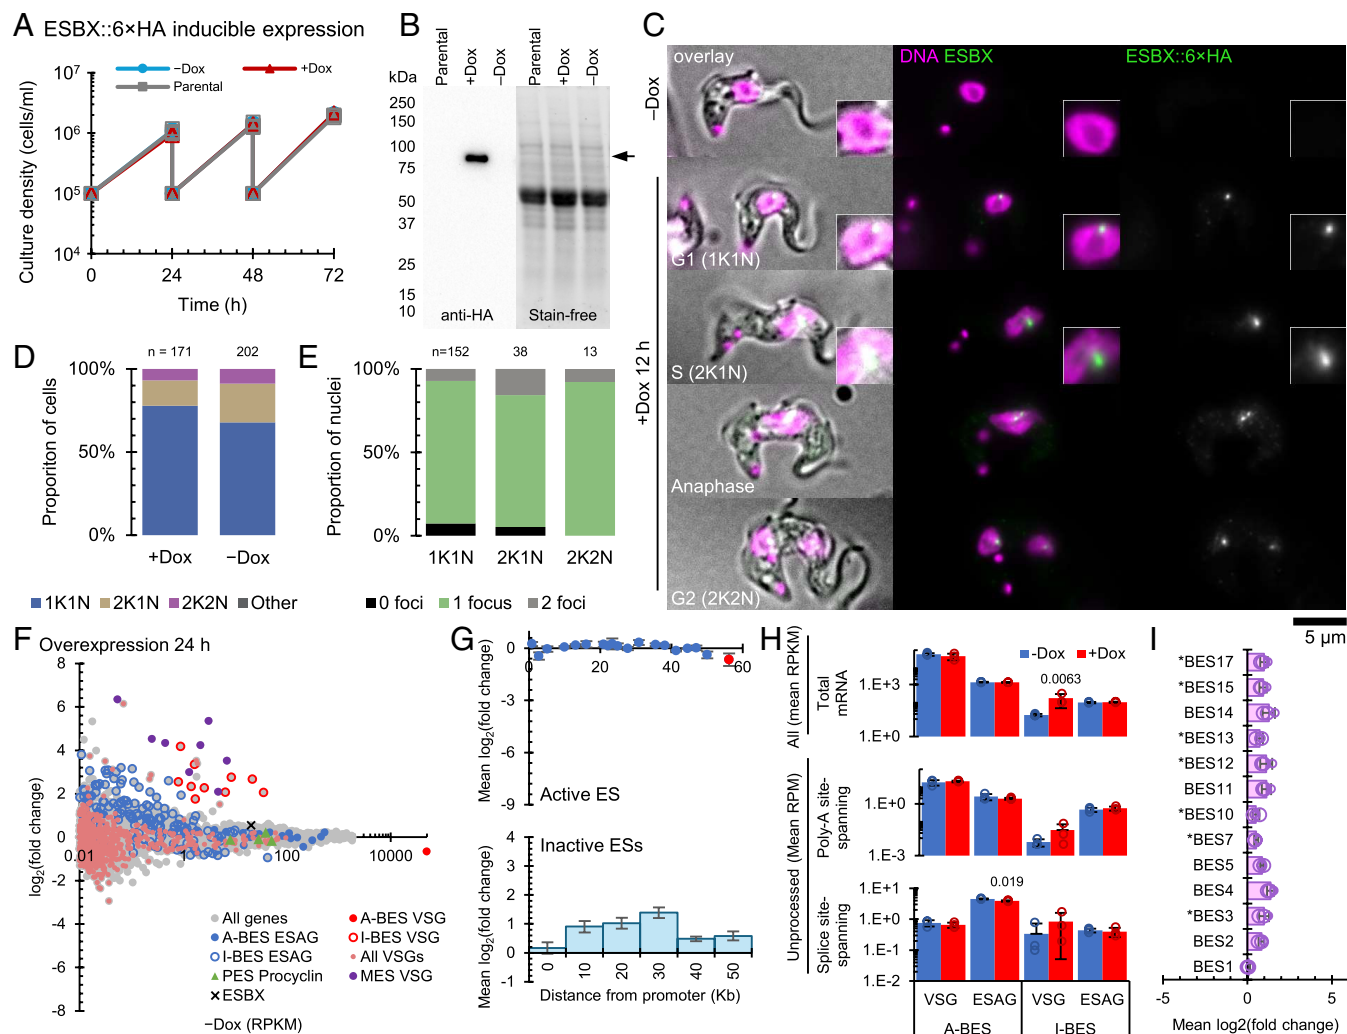 A ESBX::6×HA inducible expression
−Dox
+Dox
Parental
Culture density (cells/ml)
10⁷
10⁶
10⁵
10⁴
0 24 48 72
Time (h)
B
Parental +Dox −Dox Parental +Dox −Dox
kDa
250
150
100
75
50
37
25
15
10
anti-HA Stain-free
C
overlay DNA ESBX ESBX::6×HA
−Dox
+Dox 12 h
G1 (1K1N)
S (2K1N)
Anaphase
G2 (2K2N)
5 µm
D
n = 171 202
Proporiton of cells
100%
50%
0%
+Dox −Dox
1K1N 2K1N 2K2N Other
E
n=152 38 13
Proportion of nuclei
100%
50%
0%
1K1N 2K1N 2K2N
0 foci 1 focus 2 foci
F Overexpression 24 h
log₂(fold change)
8
6
4
2
0
-2
-4
-6
-8
0.01 1 100 10000
All genes
A-BES ESAG
I-BES ESAG
PES Procyclin
ESBX
A-BES VSG
I-BES VSG
All VSGs
MES VSG
−Dox (RPKM)
G
Mean log₂(fold change)
0
-3
-6
-9
0 20 40 60
Active ES
Mean log₂(fold change)
4
3
2
1
0
-1
Inactive ESs
0 10 20 30 40 50
Distance from promoter (Kb)
H
-Dox +Dox
All (mean RPKM)
Total mRNA
1.E+3
1.E+0
0.0063
Unprocessed (Mean RPM)
Poly-A site-spanning
1.E+0
1.E-3
Splice site-spanning
1.E+1
1.E+0
1.E-1
1.E-2
0.019
VSG ESAG VSG ESAG
A-BES I-BES
I
*BES17
*BES15
BES14
*BES13
*BES12
BES11
*BES10
*BES7
BES5
BES4
*BES3
BES2
BES1
-5 0 5
Mean log2(fold change)